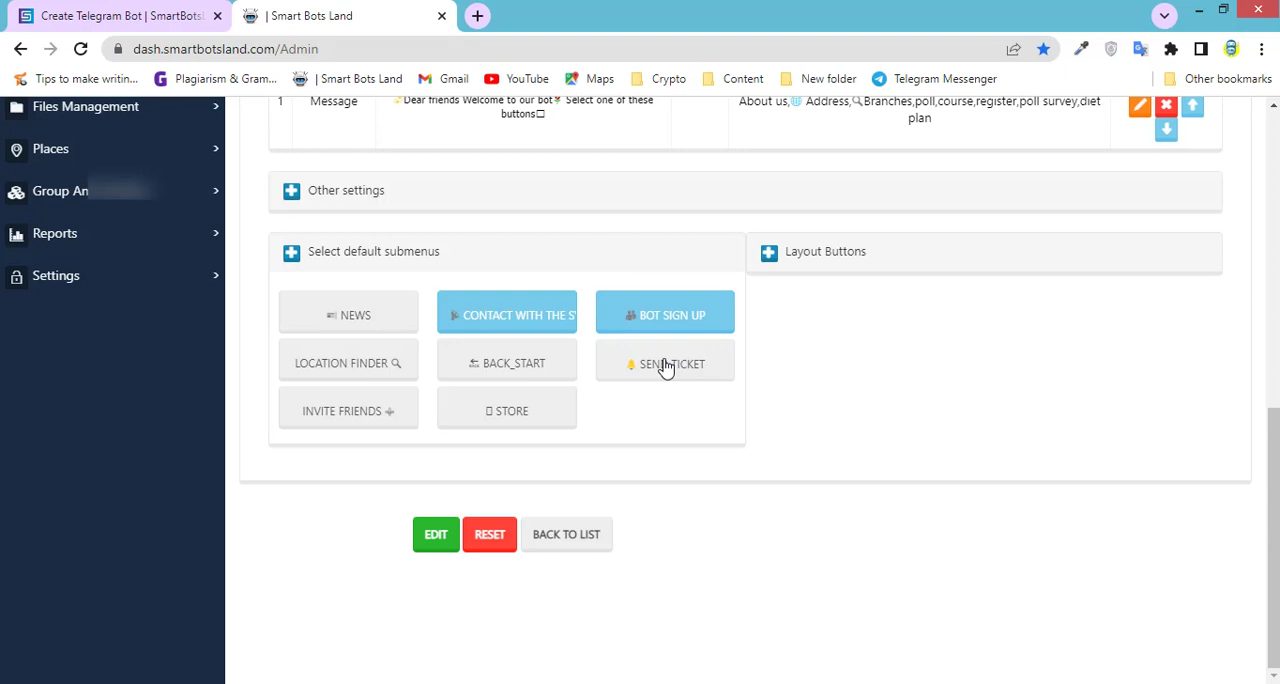 Create Telegram Bot | SmartBotsL
| Smart Bots Land
dash.smartbotsland.com/Admin
Tips to make writin...
Plagiarism & Gram...
| Smart Bots Land
Gmail
YouTube
Maps
Crypto
Content
New folder
Telegram Messenger
Other bookmarks
Files Management
Places
Group An
Reports
Settings
1
Message
Dear friends Welcome to our bot Select one of these
buttons
About us, Address, Branches,poll,course,register,poll survey,diet
plan
Other settings
Select default submenus
Layout Buttons
NEWS
CONTACT WITH THE S
BOT SIGN UP
LOCATION FINDER
BACK_START
SEND TICKET
INVITE FRIENDS
STORE
EDIT
RESET
BACK TO LIST